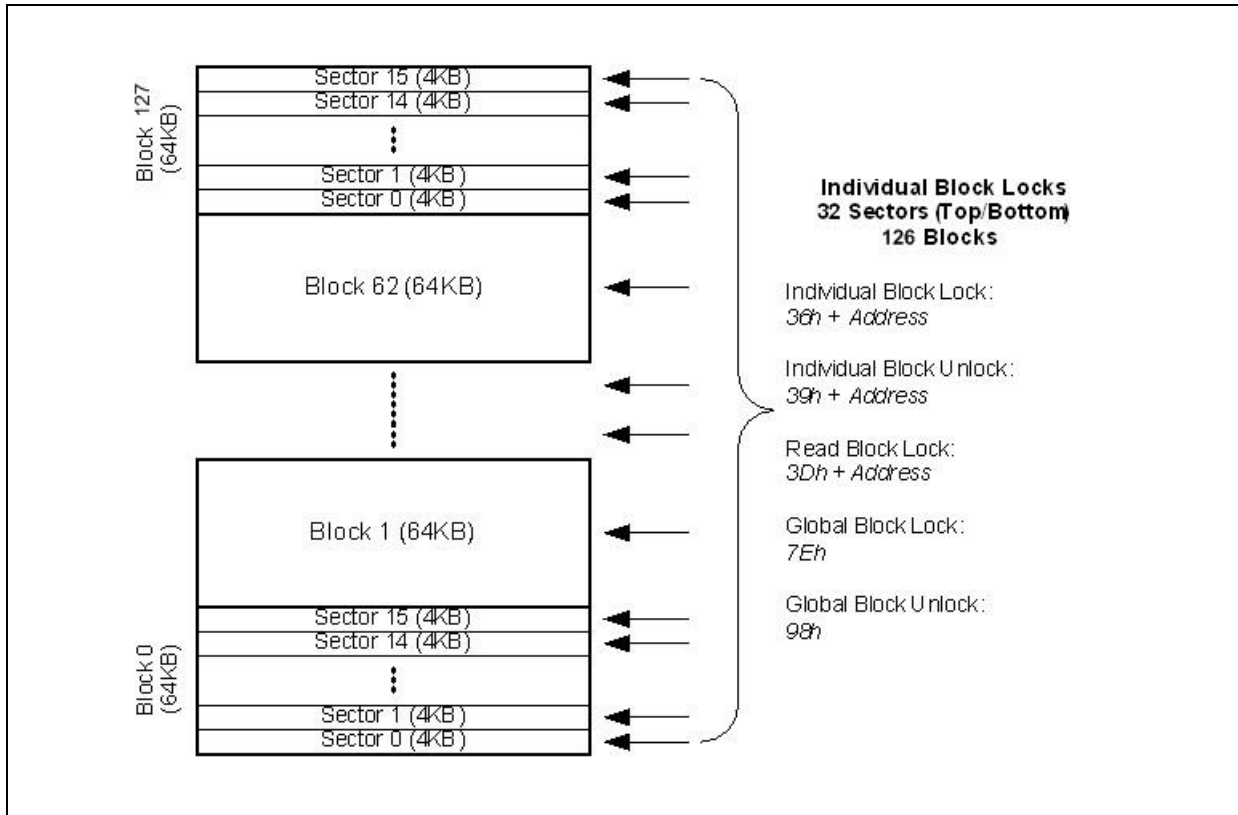 Block 127
(64KB)
Sector 15 (4KB)
Sector 14 (4KB)
Sector 1 (4KB)
Sector 0 (4KB)
Block 62 (64KB)
Block 1 (64KB)
Block 0
(64KB)
Sector 15 (4KB)
Sector 14 (4KB)
Sector 1 (4KB)
Sector 0 (4KB)
Individual Block Locks
32 Sectors (Top/Bottom)
126 Blocks
Individual Block Lock:
36h + Address
Individual Block Unlock:
39h + Address
Read Block Lock:
3Dh + Address
Global Block Lock:
7Eh
Global Block Unlock:
98h